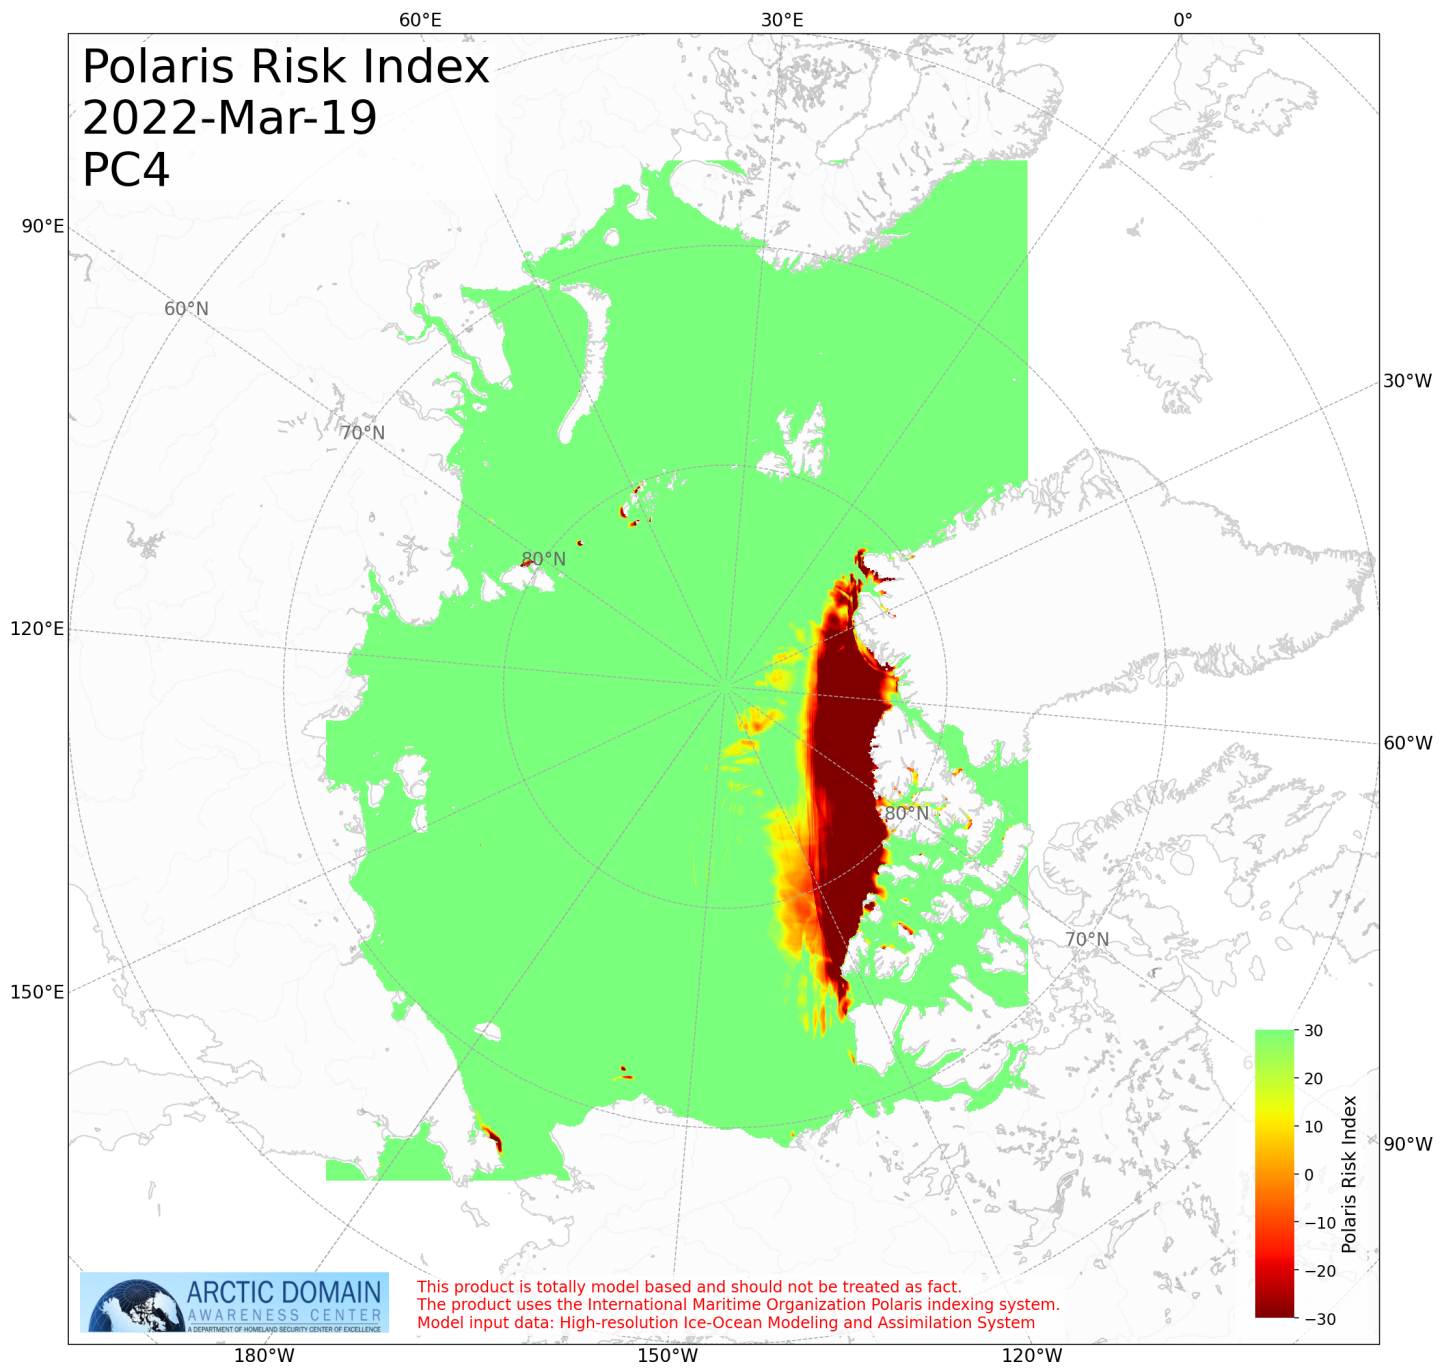 60°E 30°E 0°
Polaris Risk Index
2022-Mar-19
PC4
90°E
60°N
30°W
70°N
80°N
120°E
60°W
80°N
70°N
150°E
30
20
10
0
−10
−20
−30
Polaris Risk Index
90°W
ARCTIC DOMAIN
AWARENESS CENTER
A DEPARTMENT OF HOMELAND SECURITY CENTER OF EXCELLENCE
This product is totally model based and should not be treated as fact.
The product uses the International Maritime Organization Polaris indexing system.
Model input data: High-resolution Ice-Ocean Modeling and Assimilation System
180°W 150°W 120°W